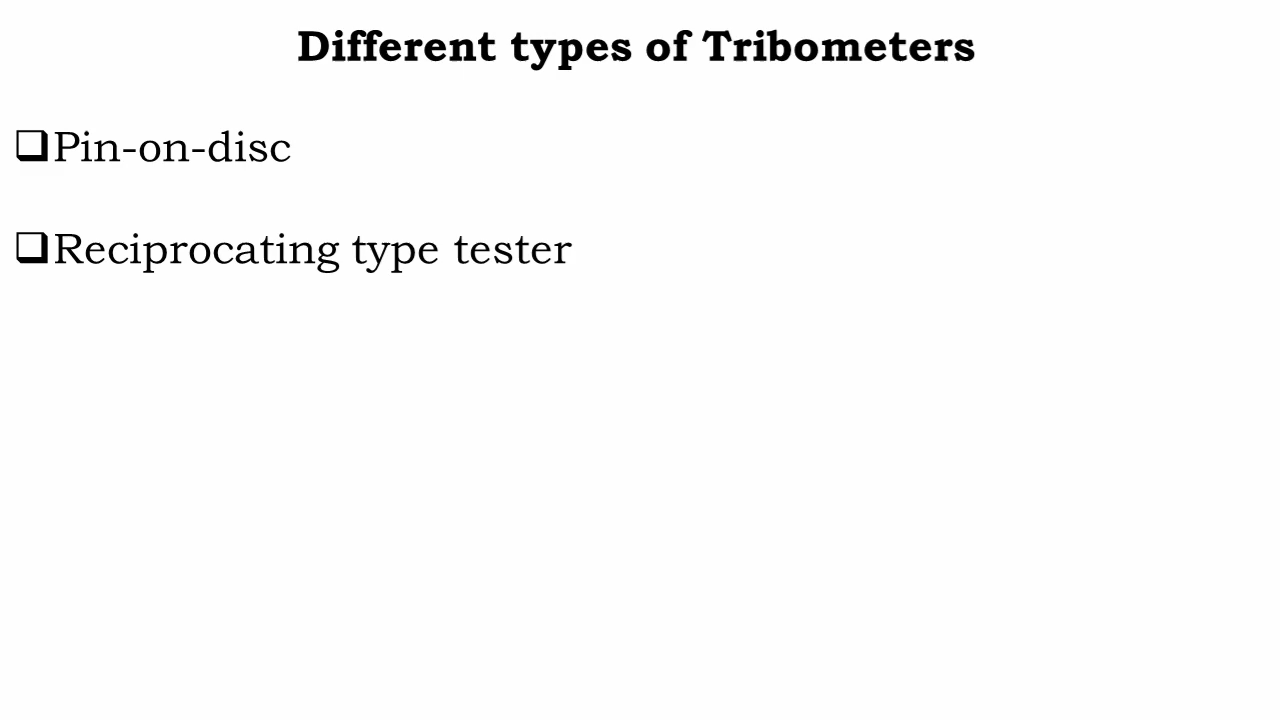 Different types of Tribometers
❑Pin-on-disc
❑Reciprocating type tester